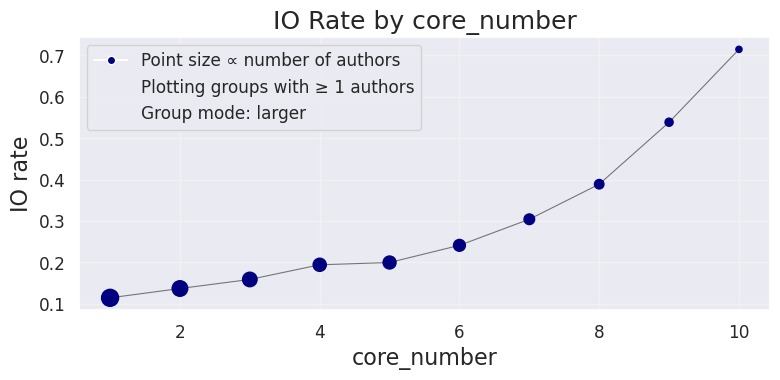 IO Rate by core_number
Point size ∝ number of authors
Plotting groups with ≥ 1 authors
Group mode: larger
IO rate
0.7
0.6
0.5
0.4
0.3
0.2
0.1
2 4 6 8 10
core_number